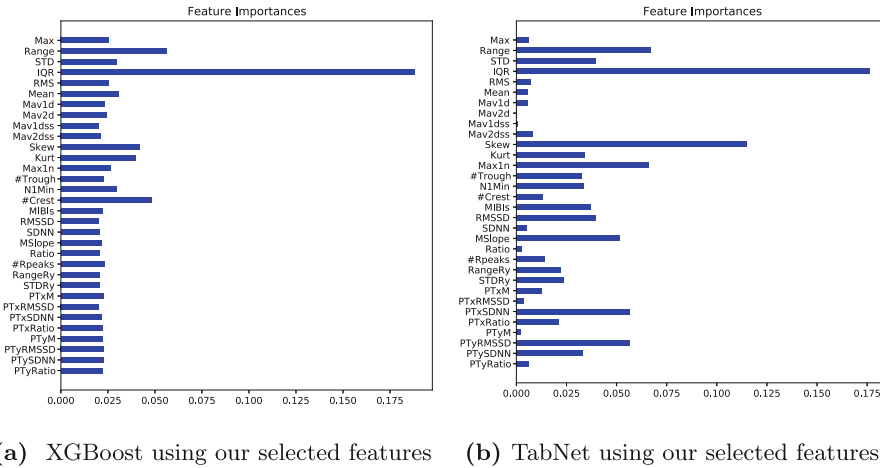 Feature Importances
Max
Range
STD
IQR
RMS
Mean
Mav1d
Mav2d
Mav1dss
Mav2dss
Skew
Kurt
Max1n
#Trough
N1Min
#Crest
MIBIs
RMSSD
SDNN
MSlope
Ratio
#Rpeaks
RangeRy
STDRy
PTxM
PTxRMSSD
PTxSDNN
PTxRatio
PTyM
PTyRMSSD
PTySDNN
PTyRatio
0.000 0.025 0.050 0.075 0.100 0.125 0.150 0.175
(a) XGBoost using our selected features
Feature Importances
Max
Range
STD
IQR
RMS
Mean
Mav1d
Mav2d
Mav1dss
Mav2dss
Skew
Kurt
Max1n
#Trough
N1Min
#Crest
MIBIs
RMSSD
SDNN
MSlope
Ratio
#Rpeaks
RangeRy
STDRy
PTxM
PTxRMSSD
PTxSDNN
PTxRatio
PTyM
PTyRMSSD
PTySDNN
PTyRatio
0.000 0.025 0.050 0.075 0.100 0.125 0.150 0.175
(b) TabNet using our selected features